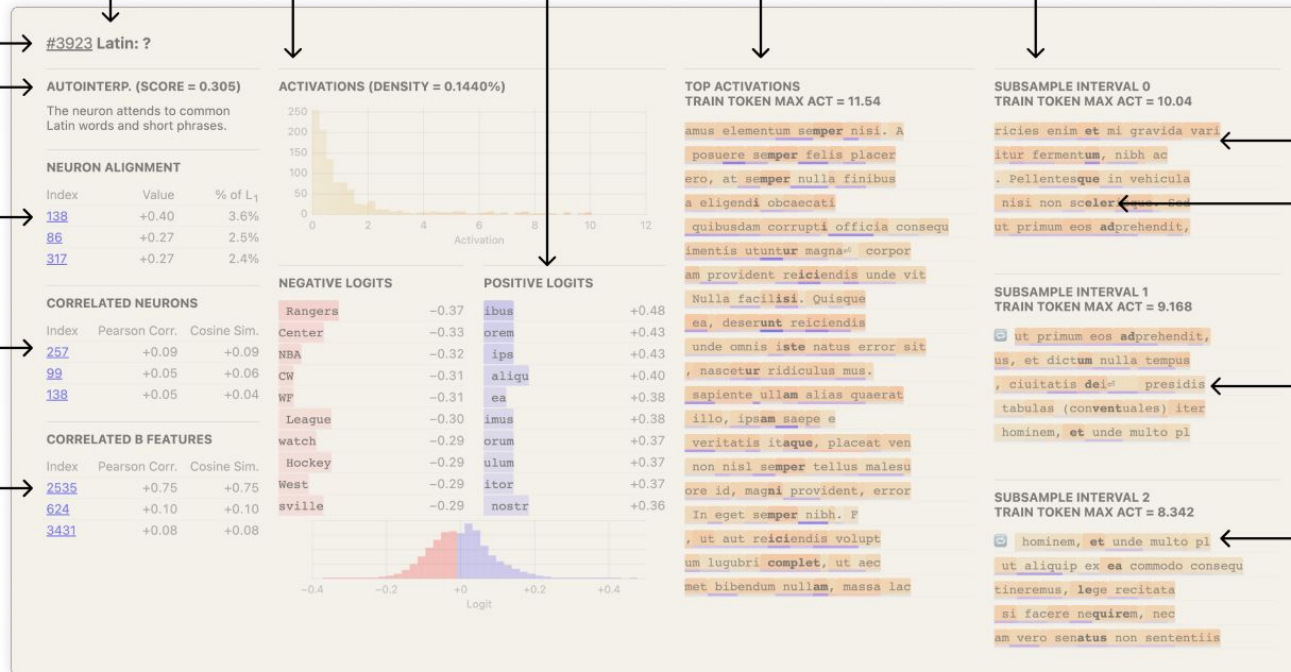 #3923 Latin: ?
AUTOINTERP. (SCORE = 0.305)
The neuron attends to common
Latin words and short phrases.
NEURON ALIGNMENT
Index Value % of L1
138 +0.40 3.6%
86 +0.27 2.5%
317 +0.27 2.4%
CORRELATED NEURONS
Index Pearson Corr. Cosine Sim.
257 +0.09 +0.09
99 +0.05 +0.06
138 +0.05 +0.04
CORRELATED B FEATURES
Index Pearson Corr. Cosine Sim.
2535 +0.75 +0.75
624 +0.10 +0.10
3431 +0.08 +0.08
ACTIVATIONS (DENSITY = 0.1440%)
250
200
150
100
50
0
0 2 4 6 8 10 12
Activation
NEGATIVE LOGITS
Rangers −0.37
Center −0.33
NBA −0.32
CW −0.31
WF −0.31
League −0.30
watch −0.29
Hockey −0.29
West −0.29
sville −0.29
POSITIVE LOGITS
ibus +0.48
orem +0.43
ips +0.43
aliqu +0.40
ea +0.38
imus +0.38
orum +0.37
ulum +0.37
itor +0.37
nostr +0.36
−0.4 −0.2 +0 +0.2 +0.4
Logit
TOP ACTIVATIONS
TRAIN TOKEN MAX ACT = 11.54
amus elementum semper nisi. A
posuere semper felis placer
ero, at semper nulla finibus
a eligendi obcaecati
quibusdam corrupti officia consequ
imentis utuntur magna⏎ corpor
am provident reiciendis unde vit
Nulla facilisi. Quisque
ea, deserunt reiciendis
unde omnis iste natus error sit
, nascetur ridiculus mus.
sapiente ullam alias quaerat
illo, ipsam saepe e
veritatis itaque, placeat ven
non nisl semper tellus malesu
ore id, magni provident, error
In eget semper nibh. F
, ut aut reiciendis volupt
um lugubri complet, ut aec
met bibendum nullam, massa lac
SUBSAMPLE INTERVAL 0
TRAIN TOKEN MAX ACT = 10.04
ricies enim et mi gravida vari
itur fermentum, nibh ac
. Pellentesque in vehicula
nisi non scelerisque. Sed
ut primum eos adprehendit,
SUBSAMPLE INTERVAL 1
TRAIN TOKEN MAX ACT = 9.168
ut primum eos adprehendit,
us, et dictum nulla tempus
, ciuitatis dei⏎ presidis
tabulas (conventuales) iter
hominem, et unde multo pl
SUBSAMPLE INTERVAL 2
TRAIN TOKEN MAX ACT = 8.342
hominem, et unde multo pl
ut aliquip ex ea commodo consequ
tineremus, lege recitata
si facere nequirem, nec
am vero senatus non sententiis